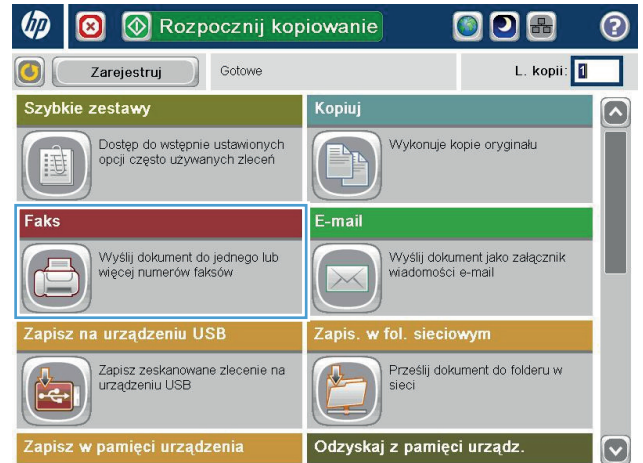 hp
Rozpocznij kopiowanie
?
Zarejestruj
Gotowe
L. kopii: 1
Szybkie zestawy
Dostęp do wstępnie ustawionych
opcji często używanych zleceń
Kopiuj
Wykonuje kopie oryginału
Faks
Wyślij dokument do jednego lub
więcej numerów faksów
E-mail
Wyślij dokument jako załącznik
wiadomości e-mail
Zapisz na urządzeniu USB
Zapisz zeskanowane zlecenie na
urządzeniu USB
Zapis. w fol. sieciowym
Prześlij dokument do folderu w
sieci
Zapisz w pamięci urządzenia
Odzyskaj z pamięci urządz.